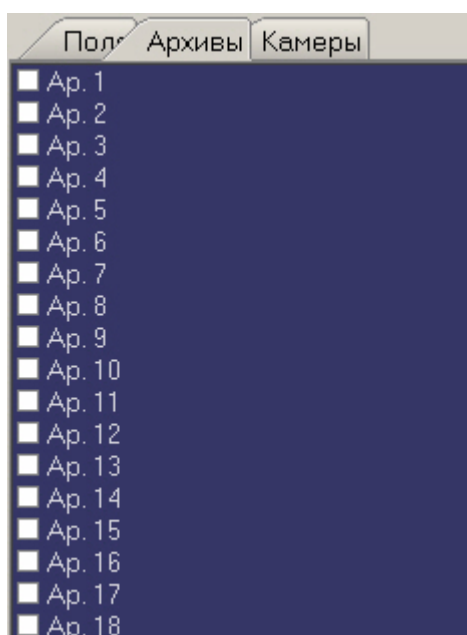 Поля Архивы Камеры
Ар. 1
Ар. 2
Ар. 3
Ар. 4
Ар. 5
Ар. 6
Ар. 7
Ар. 8
Ар. 9
Ар. 10
Ар. 11
Ар. 12
Ар. 13
Ар. 14
Ар. 15
Ар. 16
Ар. 17
Ар. 18